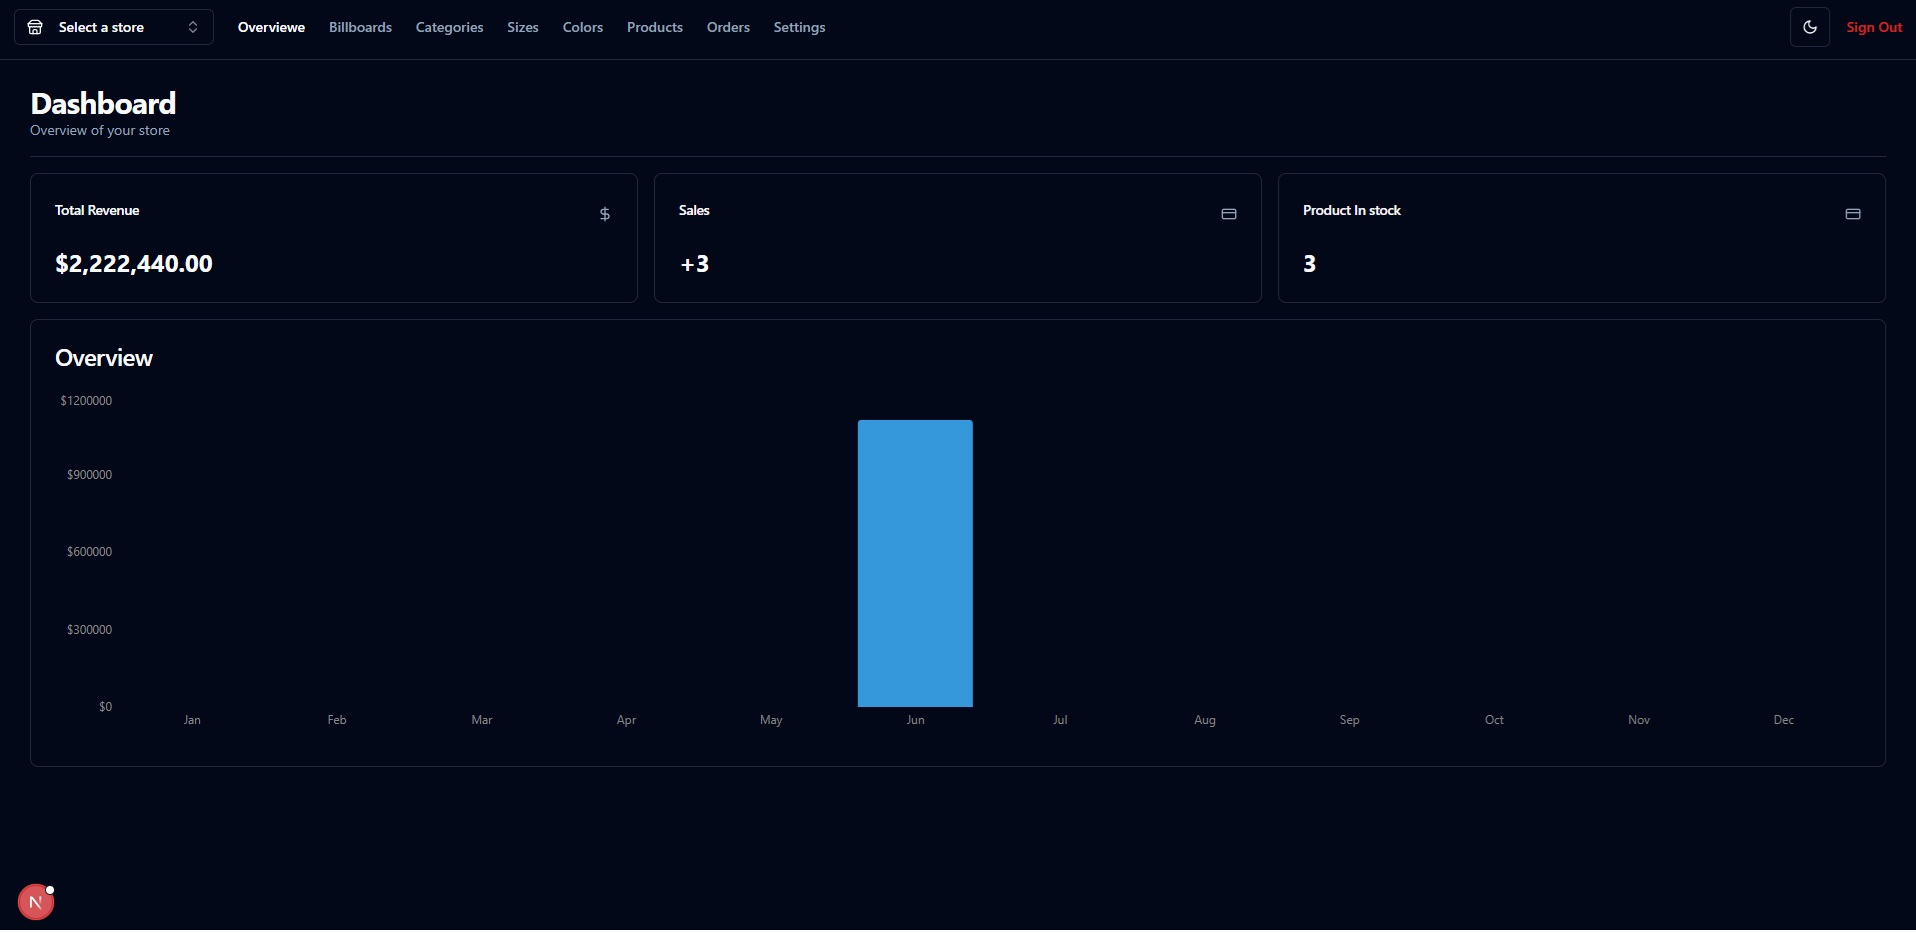 Select a store Overviewe Billboards Categories Sizes Colors Products Orders Settings Sign Out
Dashboard
Overview of your store
Total Revenue $
$2,222,440.00
Sales
+3
Product In stock
3
Overview
$1200000
$900000
$600000
$300000
$0
Jan Feb Mar Apr May Jun Jul Aug Sep Oct Nov Dec
N